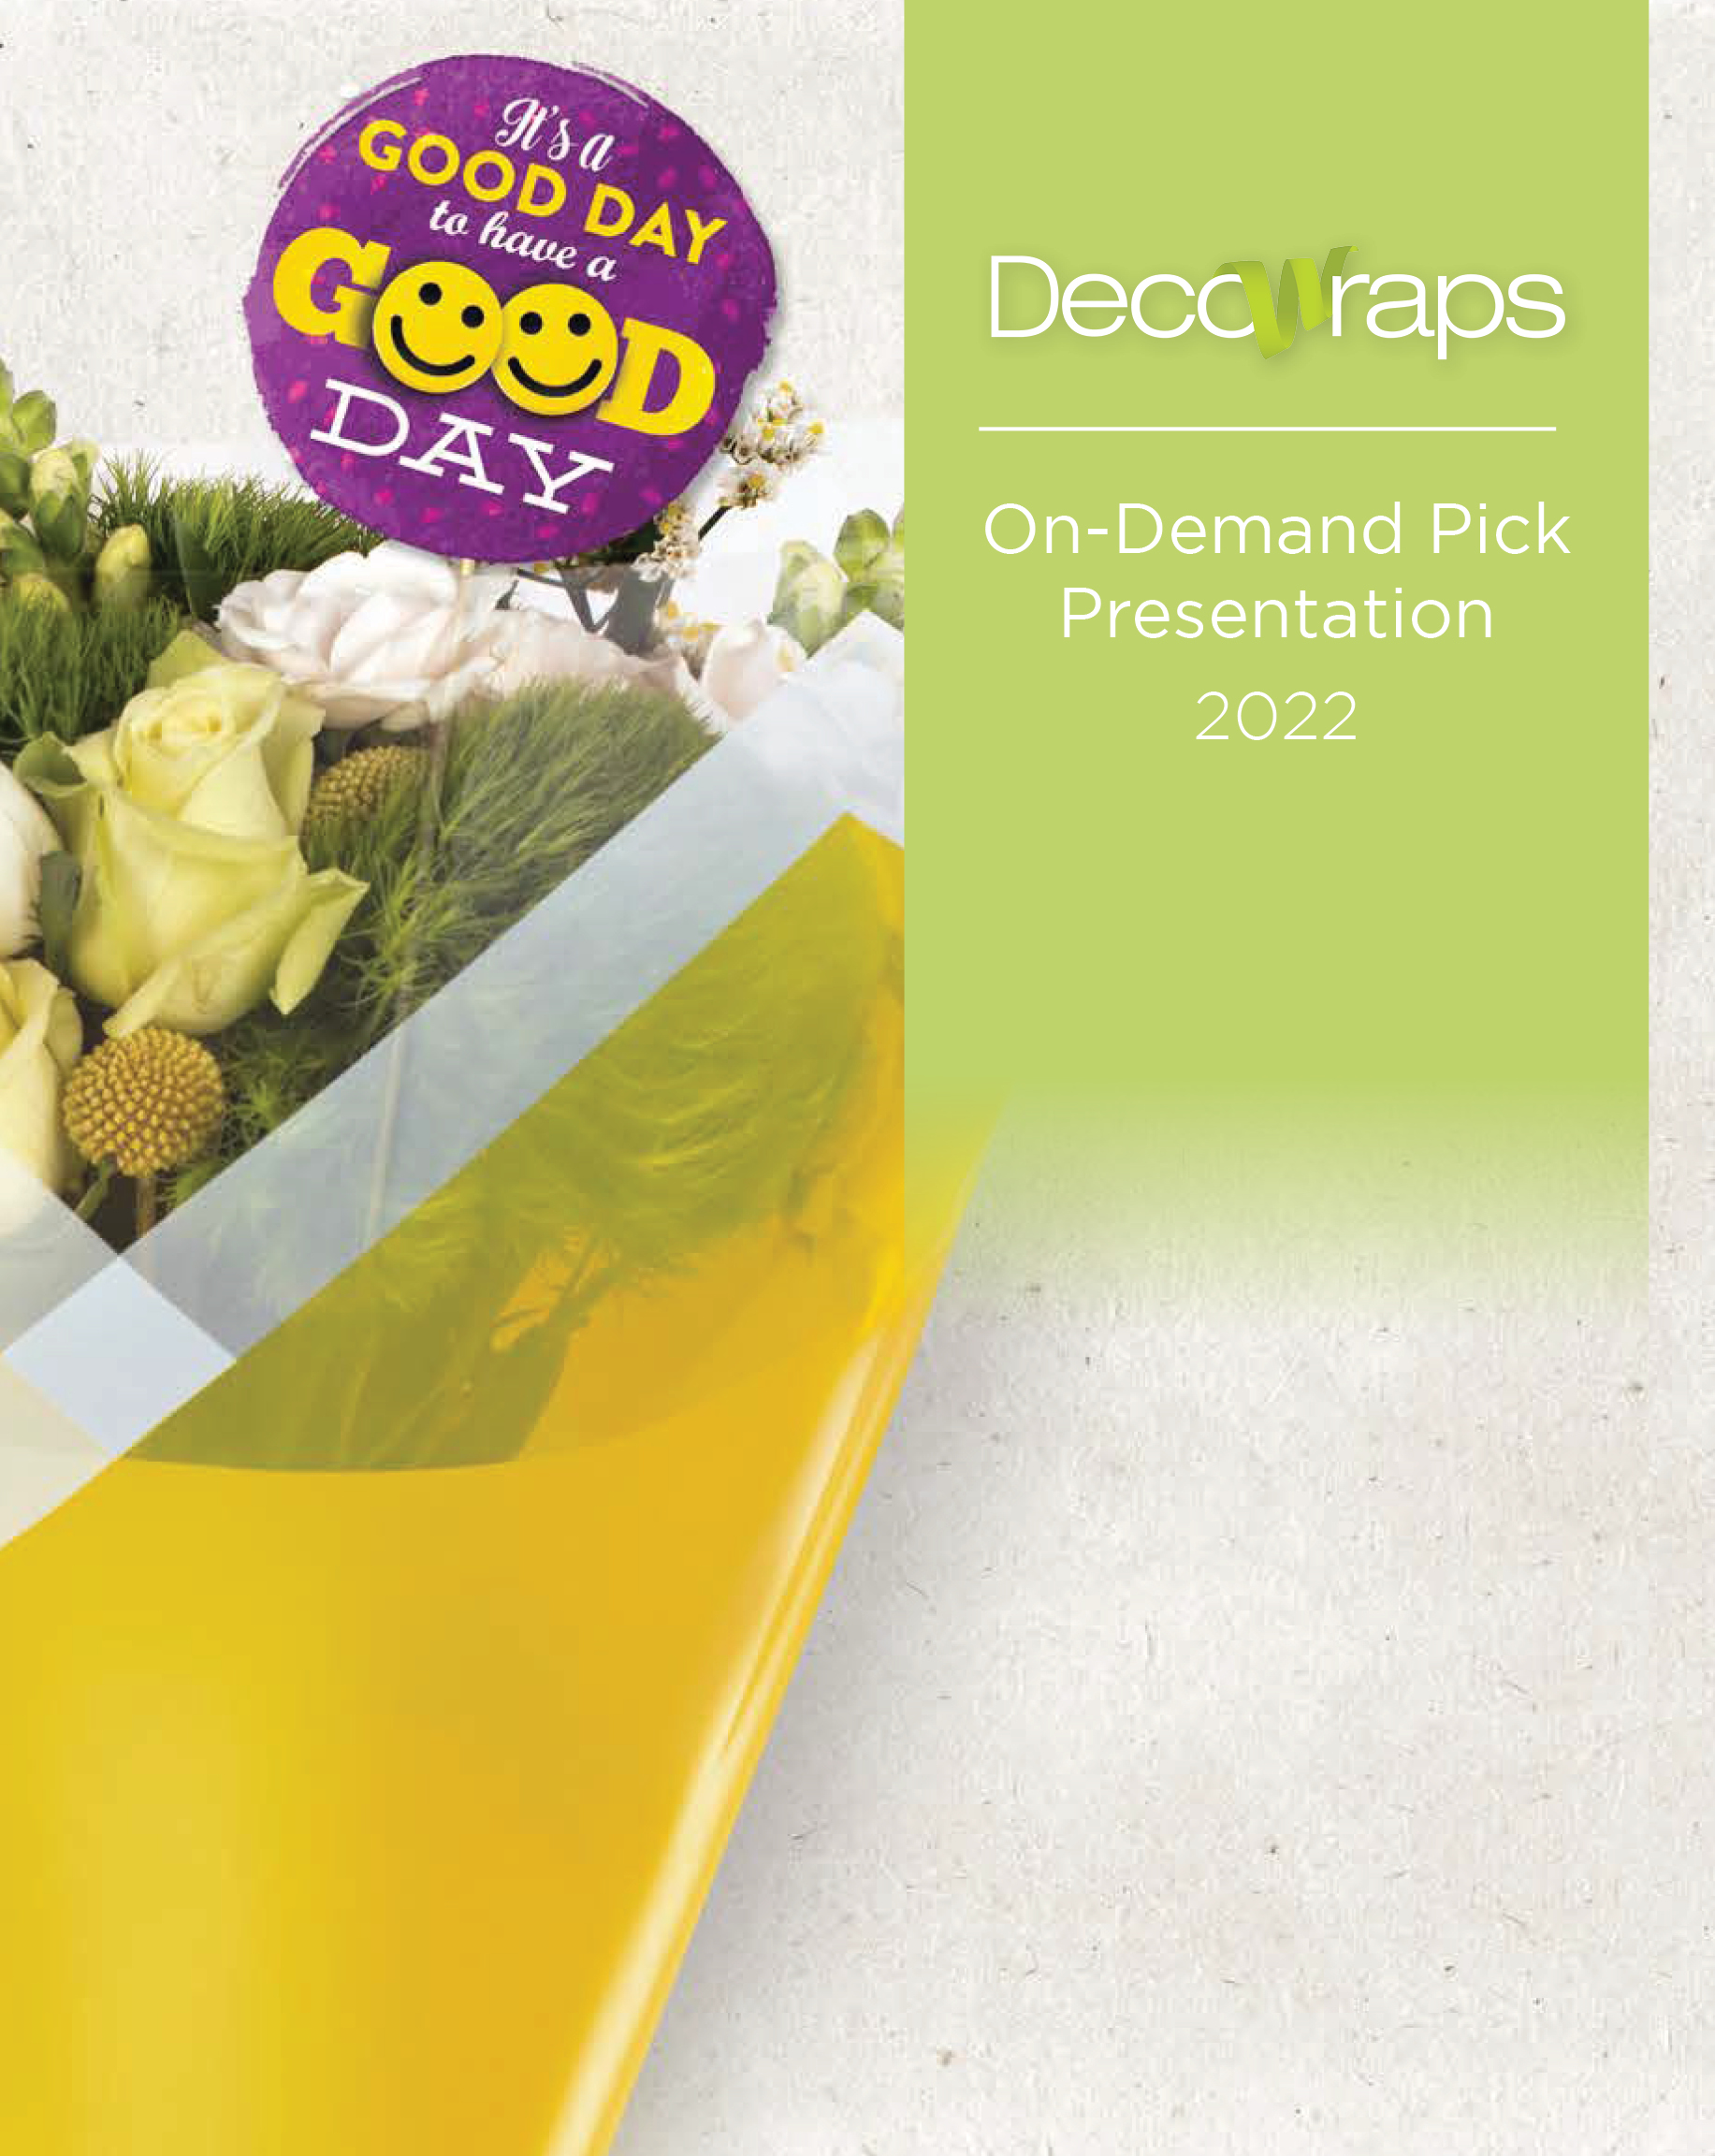 It's a
GOOD DAY
to have a
GOOD
DAY
DecoWraps
On-Demand Pick
Presentation
2022